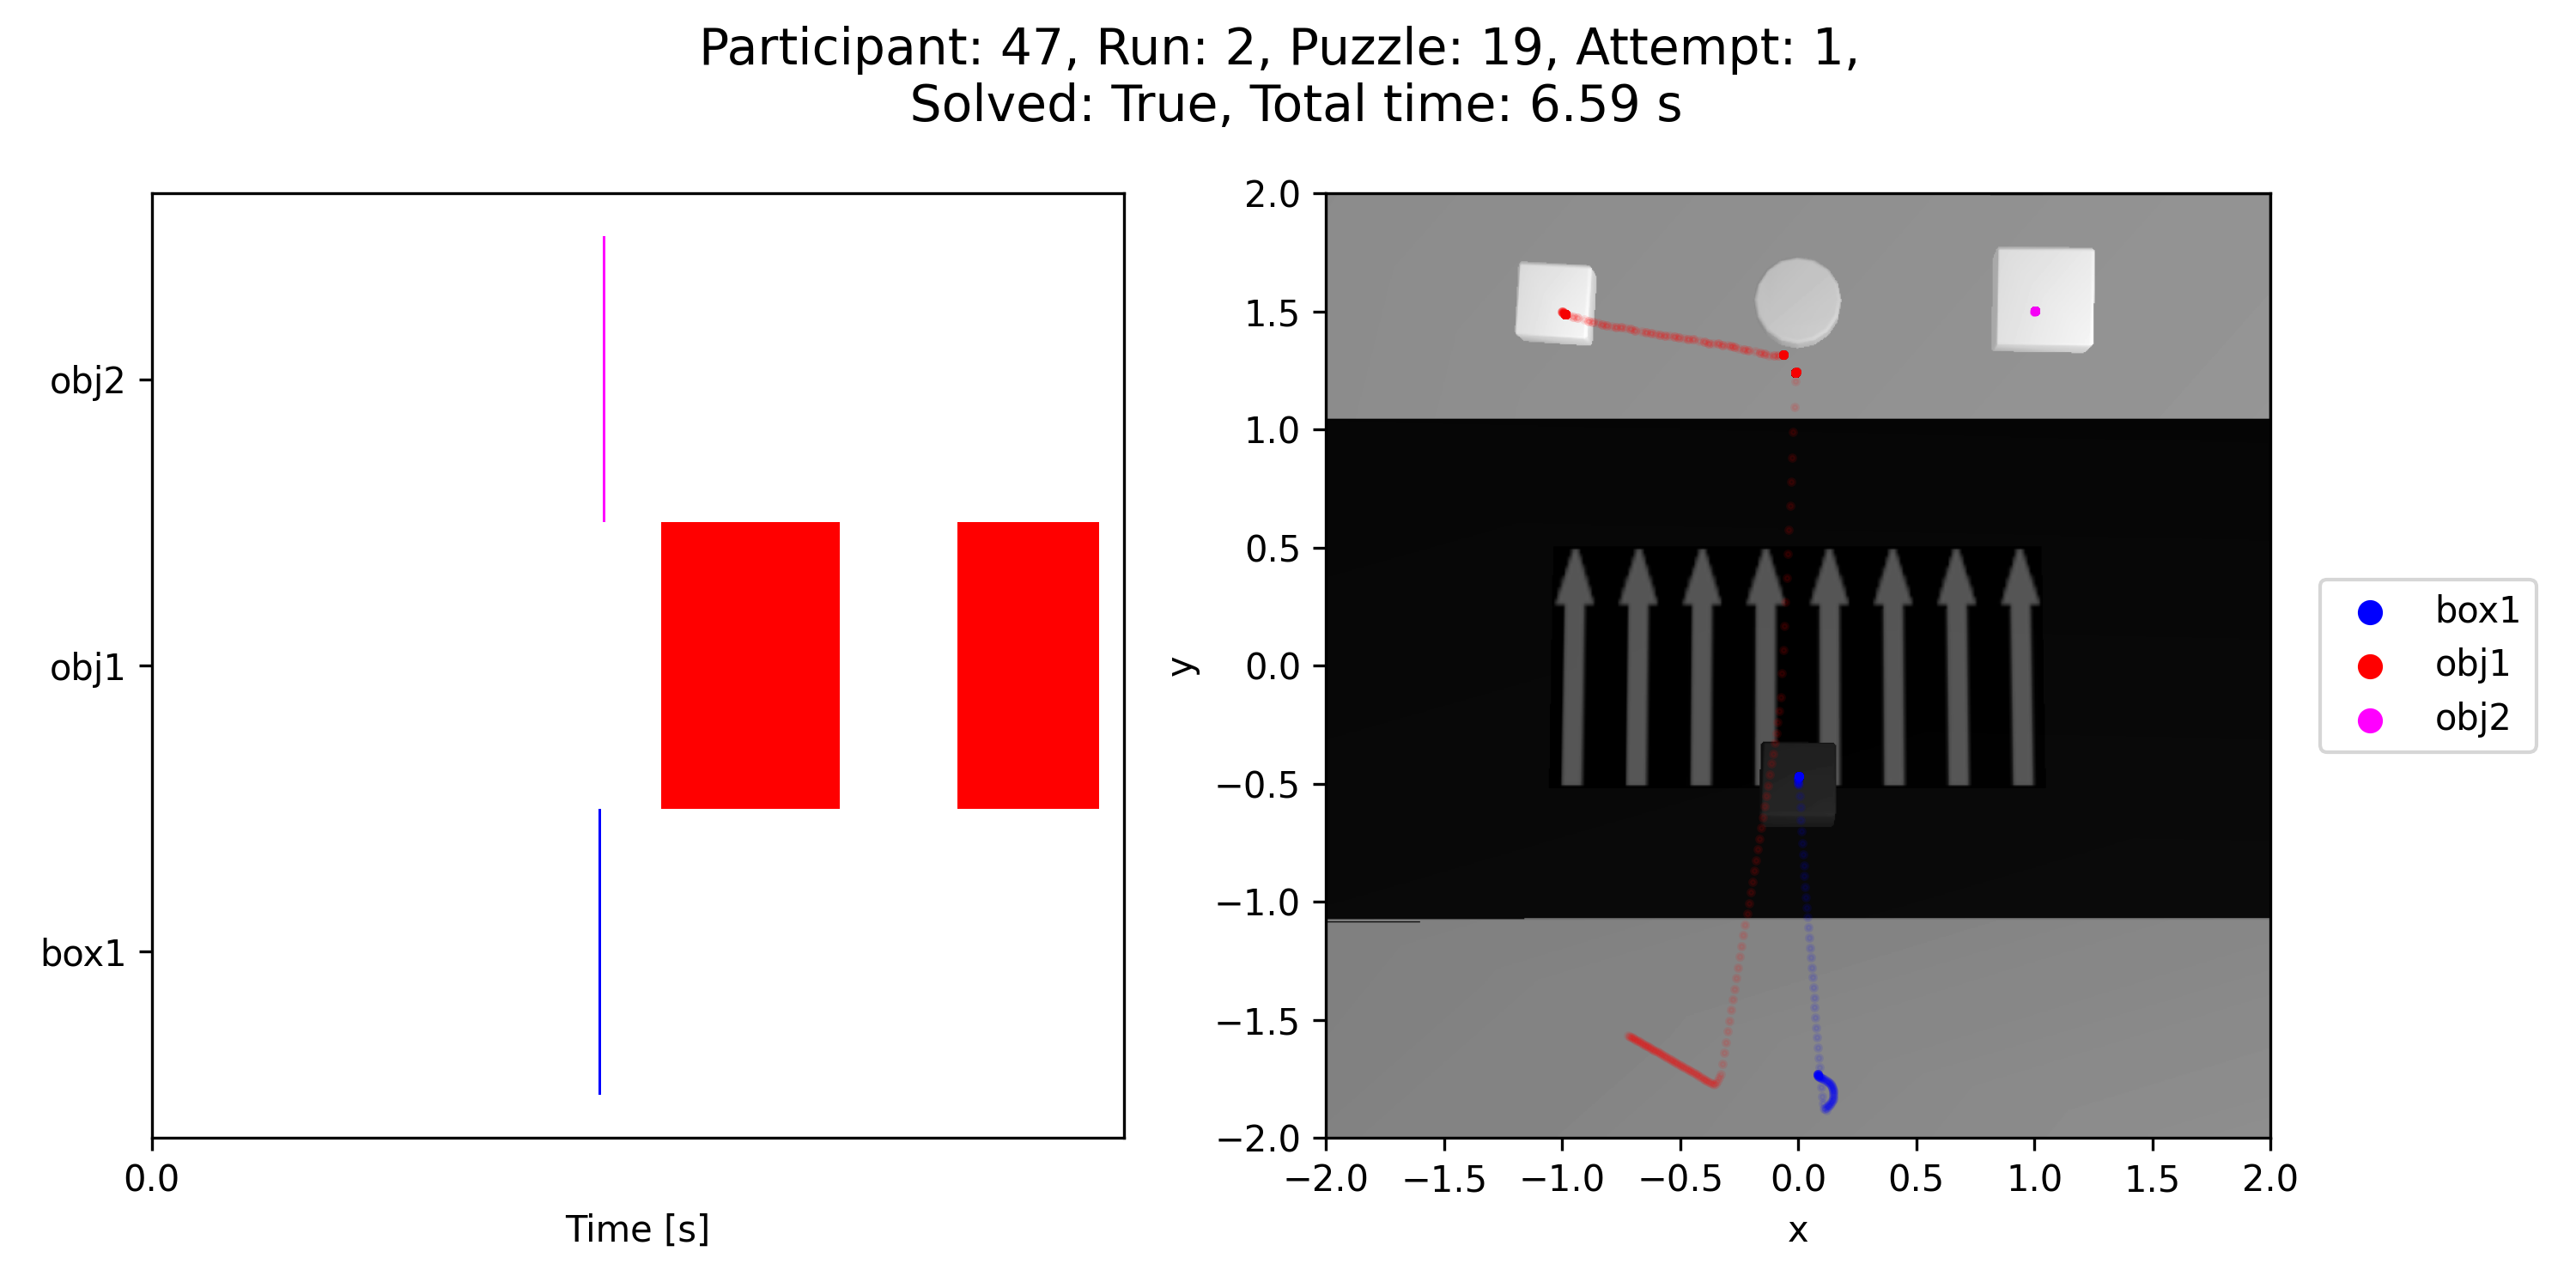 Participant: 47, Run: 2, Puzzle: 19, Attempt: 1,
Solved: True, Total time: 6.59 s
obj2
obj1
box1
0.0
Time [s]
2.0
1.5
1.0
0.5
0.0
−0.5
−1.0
−1.5
−2.0
y
−2.0 −1.5 −1.0 −0.5 0.0 0.5 1.0 1.5 2.0
x
box1
obj1
obj2